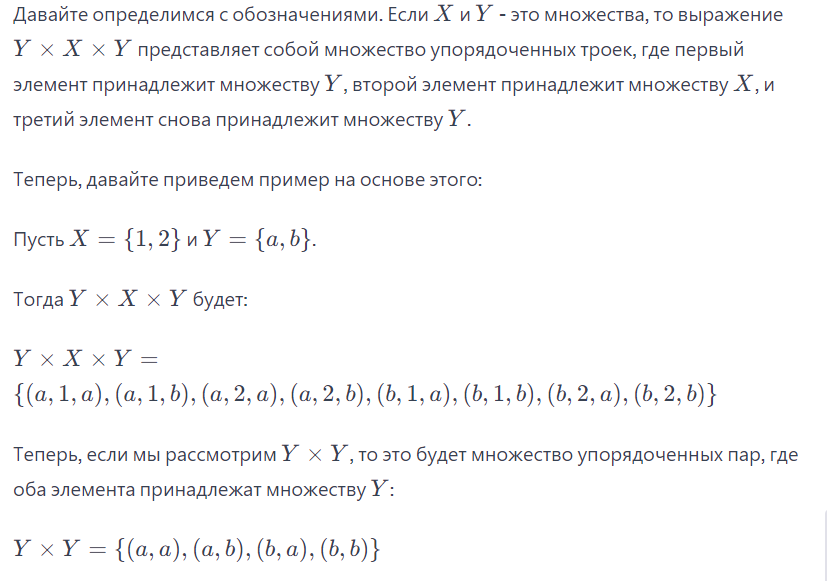 Давайте определимся с обозначениями. Если X и Y - это множества, то выражение
Y × X × Y представляет собой множество упорядоченных троек, где первый
элемент принадлежит множеству Y, второй элемент принадлежит множеству X, и
третий элемент снова принадлежит множеству Y.
Теперь, давайте приведем пример на основе этого:
Пусть X = {1, 2} и Y = {a, b}.
Тогда Y × X × Y будет:
Y × X × Y =
{(a, 1, a), (a, 1, b), (a, 2, a), (a, 2, b), (b, 1, a), (b, 1, b), (b, 2, a), (b, 2, b)}
Теперь, если мы рассмотрим Y × Y, то это будет множество упорядоченных пар, где
оба элемента принадлежат множеству Y:
Y × Y = {(a, a), (a, b), (b, a), (b, b)}